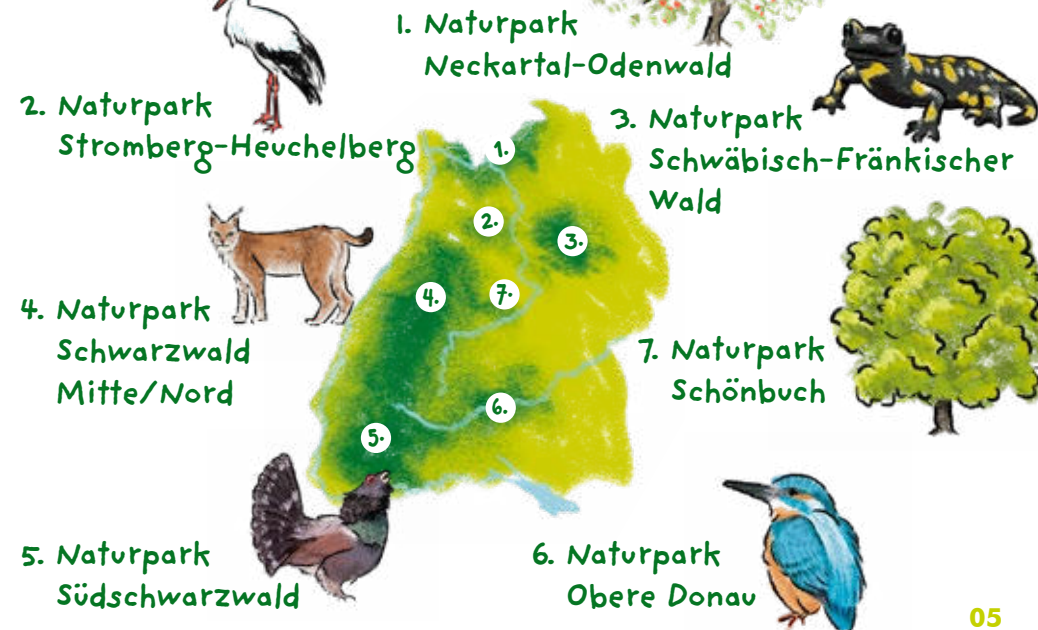 1. Naturpark
Neckartal-Odenwald
2. Naturpark
Stromberg-Heuchelberg
3. Naturpark
Schwäbisch-Fränkischer
Wald
1.
2.
3.
4.
7.
6.
5.
4. Naturpark
Schwarzwald
Mitte/Nord
7. Naturpark
Schönbuch
5. Naturpark
Südschwarzwald
6. Naturpark
Obere Donau
05